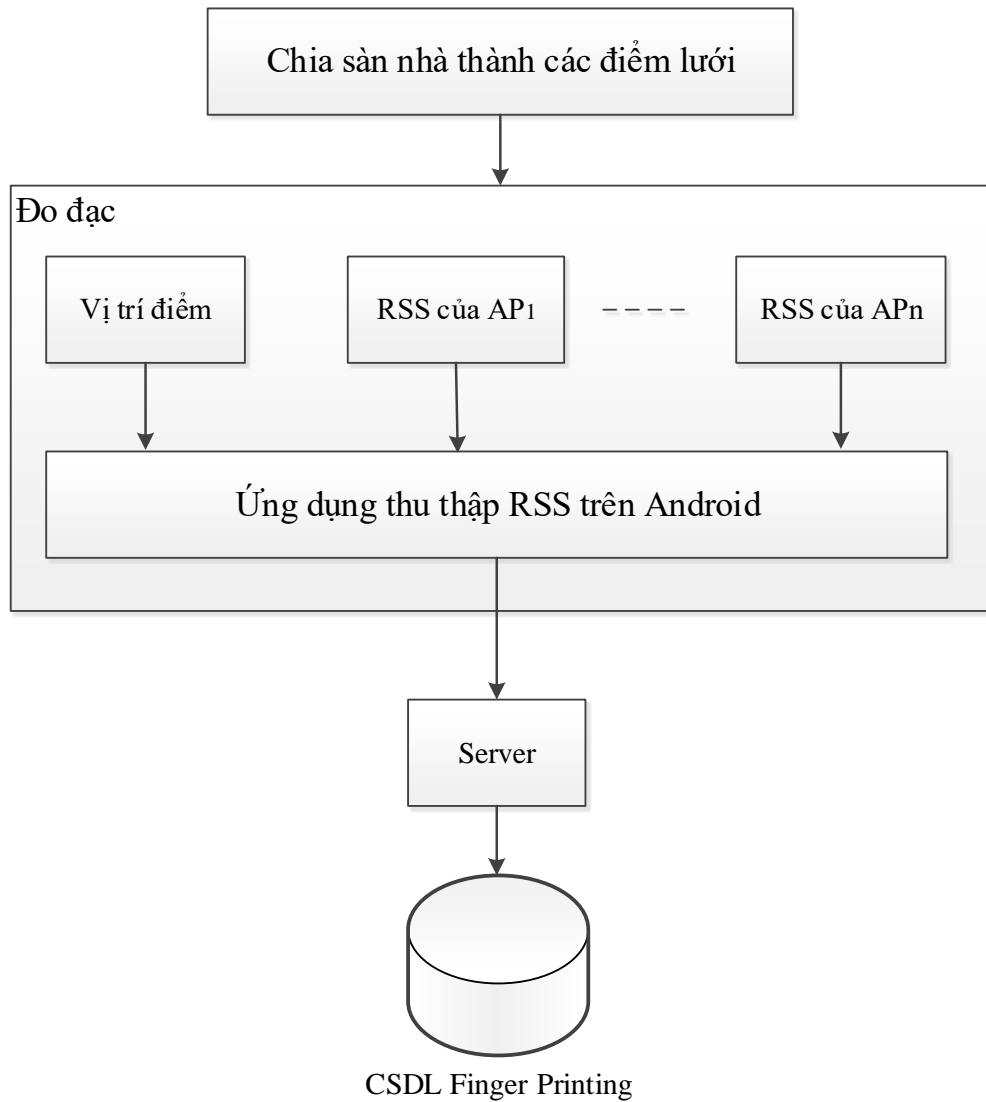 Chia sàn nhà thành các điểm lưới
Đo đạc
Vị trí điểm
RSS của AP1
RSS của APn
Ứng dụng thu thập RSS trên Android
Server
CSDL Finger Printing